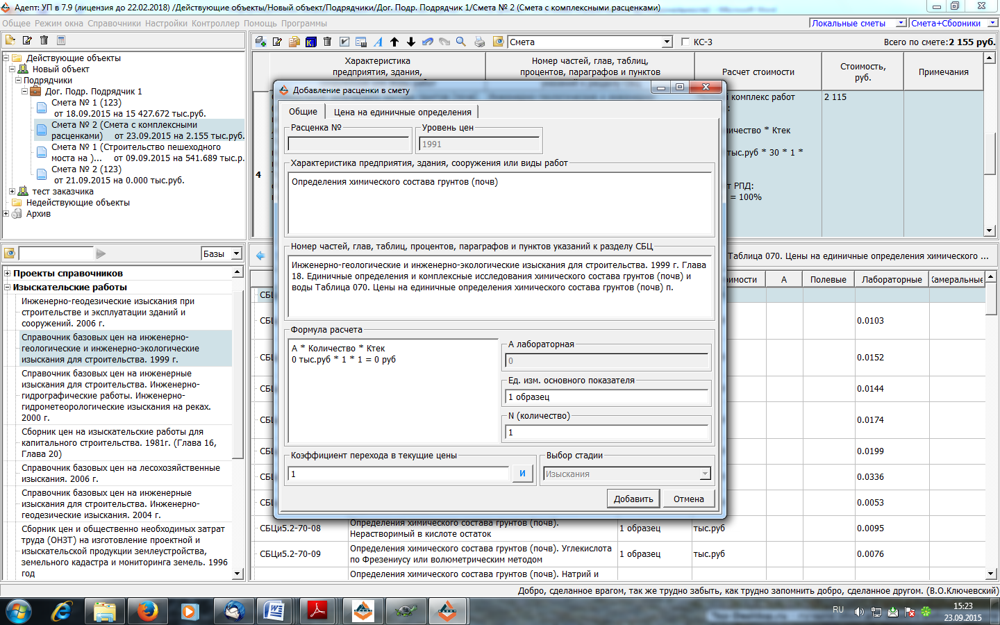 Адепт: УП в 7.9 (лицензия до 22.02.2018) /Действующие объекты/Новый объект/Подрядчики/Дог. Подр. Подрядчик 1/Смета № 2 (Смета с комплексными расценками)
Общее Режим окна Справочники Настройки Контроллер Помощь Программы
Локальные сметы
Смета+Сборники
Смета
КС-3
Всего по смете:2 155 руб.
Действующие объекты
Новый объект
Подрядчики
Дог. Подр. Подрядчик 1
Смета № 1 (123)
от 18.09.2015 на 15 427.672 тыс.руб.
Смета № 2 (Смета с комплексными
расценками) от 23.09.2015 на 2.155 тыс.руб.
Смета № 1 (Строительство пешеходного
моста на )... от 09.09.2015 на 541.689 тыс.р.
Смета № 2 (123)
от 21.09.2015 на 0.000 тыс.руб.
тест заказчика
Недействующие объекты
Архив
Характеристика
предприятия, здания,
Номер частей, глав, таблиц,
процентов, параграфов и пунктов
Расчет стоимости
Стоимость,
руб.
Примечания
4
комплекс работ
2 115
* Ктек
тыс.руб * 30 * 1 *
РПД:
= 100%
Добавление расценки в смету
Общие
Цена на единичные определения
Расценка №
Уровень цен
1991
Характеристика предприятия, здания, сооружения или виды работ
Определения химического состава грунтов (почв)
Номер частей, глав, таблиц, процентов, параграфов и пунктов указаний к разделу СБЦ
Инженерно-геологические и инженерно-экологические изыскания для строительства. 1999 г. Глава
18. Единичные определения и комплексные исследования химического состава грунтов (почв) и
воды Таблица 070. Цены на единичные определения химического состава грунтов (почв) п.
Формула расчета
А * Количество * Ктек
0 тыс.руб * 1 * 1 = 0 руб
А лабораторная
0
Ед. изм. основного показателя
1 образец
N (количество)
1
Коэффициент перехода в текущие цены
1
И
Выбор стадии
Изыскания
Добавить
Отмена
Базы
Проекты справочников
Изыскательские работы
Инженерно-геодезические изыскания при
строительстве и эксплуатации зданий и
сооружений. 2006 г.
Справочник базовых цен на инженерно-
геологические и инженерно-экологические
изыскания для строительства. 1999 г.
Справочник базовых цен на инженерные
изыскания для строительства. Инженерно-
гидрографические работы. Инженерно-
гидрометеорологические изыскания на реках.
2000 г.
Сборник цен на изыскательские работы для
капитального строительства. 1981г. (Глава 16,
Глава 20)
Справочник базовых цен на лесохозяйственные
изыскания. 2006 г.
Справочник базовых цен на инженерные
изыскания для строительства. Инженерно-
геодезические изыскания. 2004 г.
Сборник цен и общественно необходимых затрат
труда (ОНЗТ) на изготовление проектной и
изыскательской продукции землеустройства,
земельного кадастра и мониторинга земель. 1996
год
Таблица 070. Цены на единичные определения химического ...
А
Полевые
Лабораторные
Камеральные
0.0103
0.0152
0.0144
0.0174
0.0199
0.0336
0.0053
СБЦи5.2-70-08
Определения химического состава грунтов (почв).
Нерастворимый в кислоте остаток
1 образец
тыс.руб
0.0095
СБЦи5.2-70-09
Определения химического состава грунтов (почв). Углекислота
по Фрезениусу или волюметрическим методом
1 образец
тыс.руб
0.0076
Определения химического состава грунтов (почв). Натрий и
Добро, сделанное врагом, так же трудно забыть, как трудно запомнить добро, сделанное другом. (В.О.Ключевский)
RU
15:23
23.09.2015